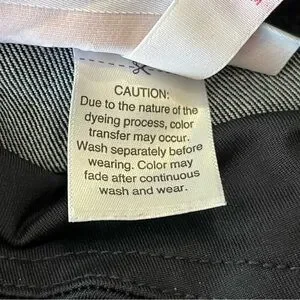 CAUTION:
Due to the nature of the
dyeing process, color
transfer may occur.
Wash separately before
wearing. Color may
fade after continuous
wash and wear.